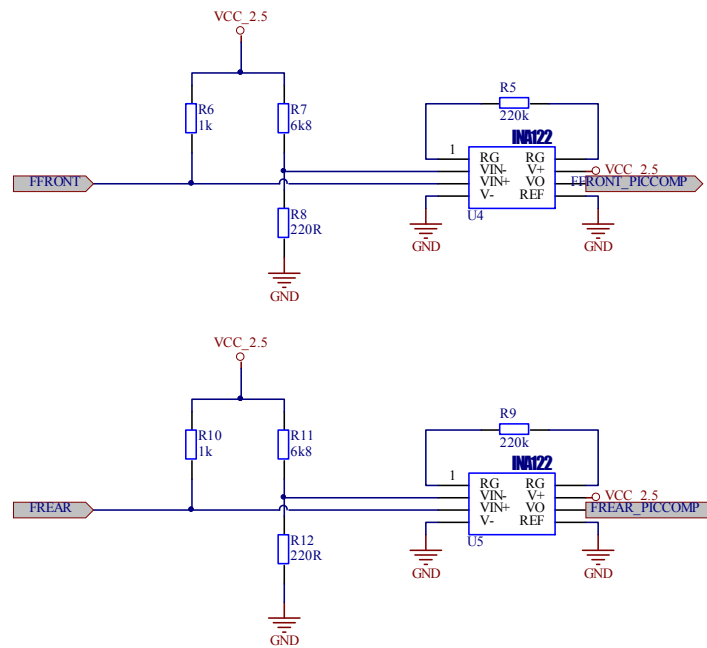 VCC_2.5
R6
1k
R7
6k8
R5
220k
INA122
1
RG
RG
VIN-
V+
VCC_2.5
FFRONT
VIN+
VO
FFRONT_PICCOMP
V-
REF
R8
220R
U4
GND
GND
GND
VCC_2.5
R10
1k
R11
6k8
R9
220k
INA122
1
RG
RG
VIN-
V+
VCC_2.5
FREAR
VIN+
VO
FREAR_PICCOMP
V-
REF
R12
220R
U5
GND
GND
GND